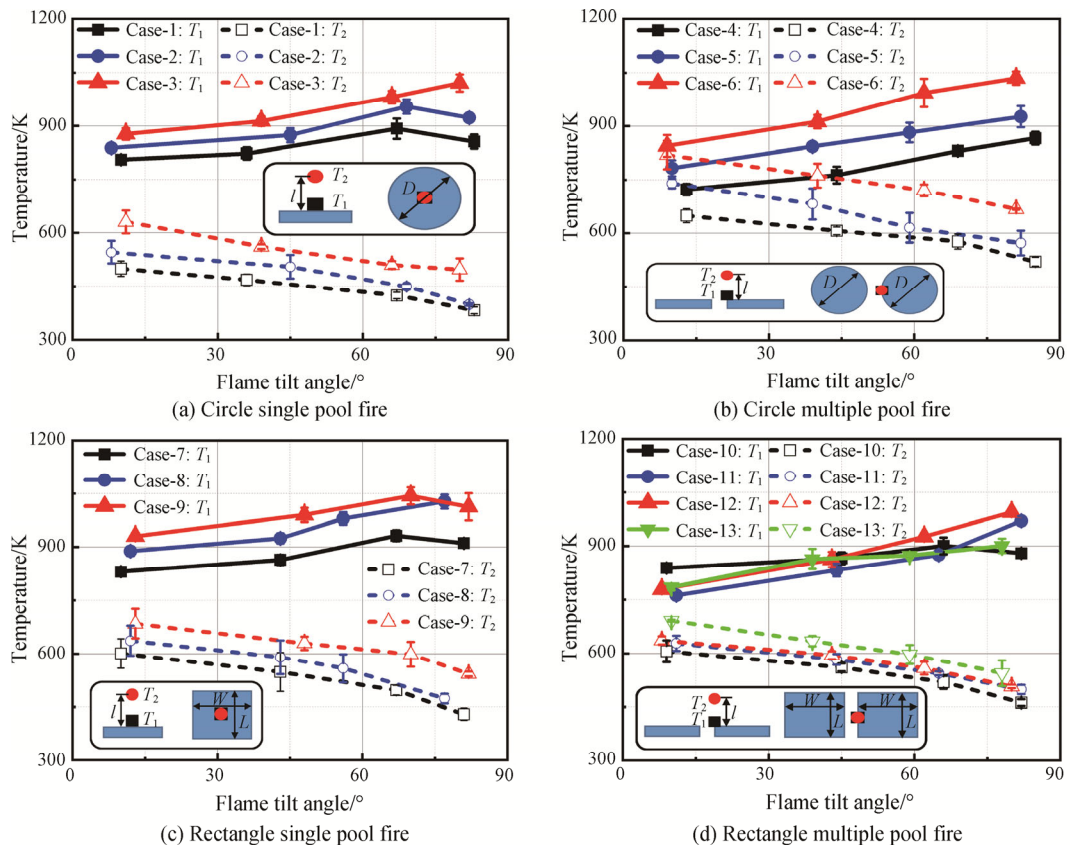 1200
900
600
300
Temperature/K
Case-1: T₁
Case-2: T₁
Case-3: T₁
Case-1: T₂
Case-2: T₂
Case-3: T₂
T₂
l
T₁
D
0
30
60
90
Flame tilt angle/°
(a) Circle single pool fire
1200
900
600
300
Temperature/K
Case-4: T₁
Case-5: T₁
Case-6: T₁
Case-4: T₂
Case-5: T₂
Case-6: T₂
T₂
T₁
l
D
D
0
30
60
90
Flame tilt angle/°
(b) Circle multiple pool fire
1200
900
600
300
Temperature/K
Case-7: T₁
Case-8: T₁
Case-9: T₁
Case-7: T₂
Case-8: T₂
Case-9: T₂
T₂
l
T₁
W
L
0
30
60
90
Flame tilt angle/°
(c) Rectangle single pool fire
1200
900
600
300
Temperature/K
Case-10: T₁
Case-11: T₁
Case-12: T₁
Case-13: T₁
Case-10: T₂
Case-11: T₂
Case-12: T₂
Case-13: T₂
T₂
T₁
l
W
L
W
L
0
30
60
90
Flame tilt angle/°
(d) Rectangle multiple pool fire